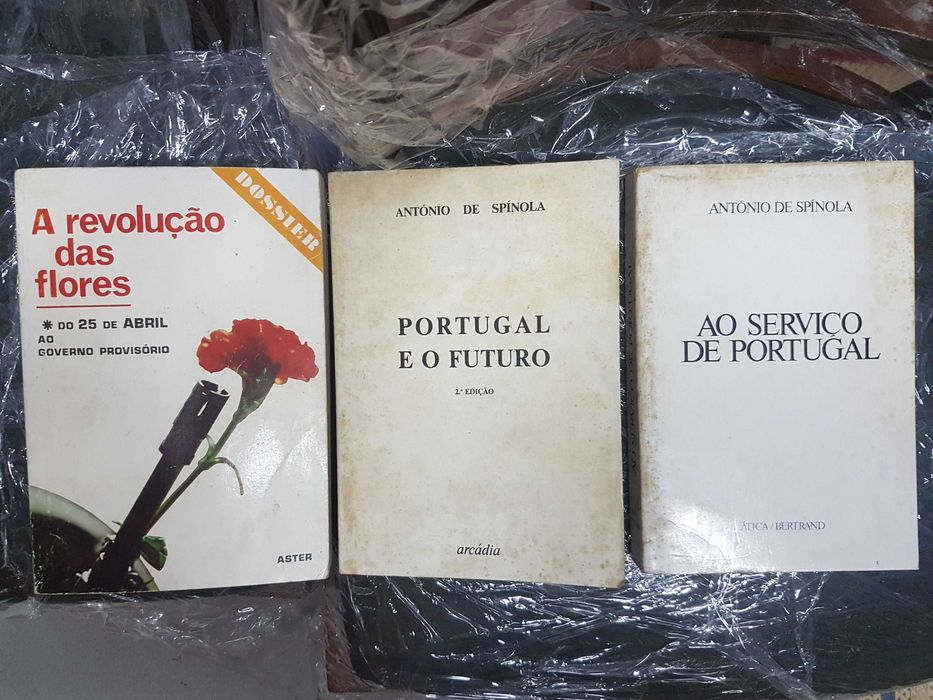 DOSSIER
A revolução
das
flores
* DO 25 DE ABRIL
AO
GOVERNO PROVISÓRIO
ASTER
ANTÓNIO DE SPÍNOLA
PORTUGAL
E O FUTURO
2.ª EDIÇÃO
arcádia
ANTÓNIO DE SPÍNOLA
AO SERVIÇO
DE PORTUGAL
ÁTICA / BERTRAND